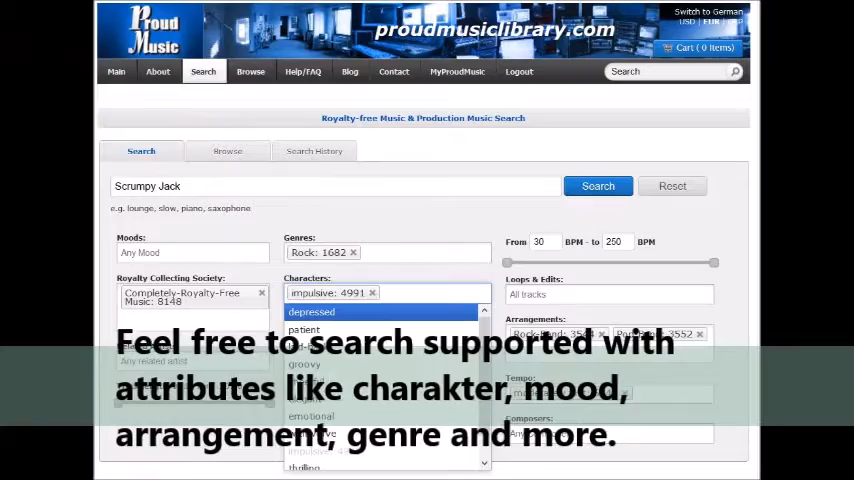 Proud
Music
proudmusiclibrary.com
Switch to German
USD | EUR | GBP
Cart ( 0 Items)
Main
About
Search
Browse
Help/FAQ
Blog
Contact
MyProudMusic
Logout
Search
Royalty-free Music & Production Music Search
Search
Browse
Search History
Scrumpy Jack
Search
Reset
e.g. lounge, slow, piano, saxophone
Moods:
Any Mood
Genres:
Rock: 1682
From 30 BPM - to 250 BPM
Royalty Collecting Society:
Completely-Royalty-Free
Music: 8148
Characters:
impulsive: 4991
Loops & Edits:
All tracks
depressed
patient
groovy
emotional
thrilling
Arrangements:
Any related artist
Tempo:
Composers:
Feel free to search supported with
attributes like charakter, mood,
arrangement, genre and more.